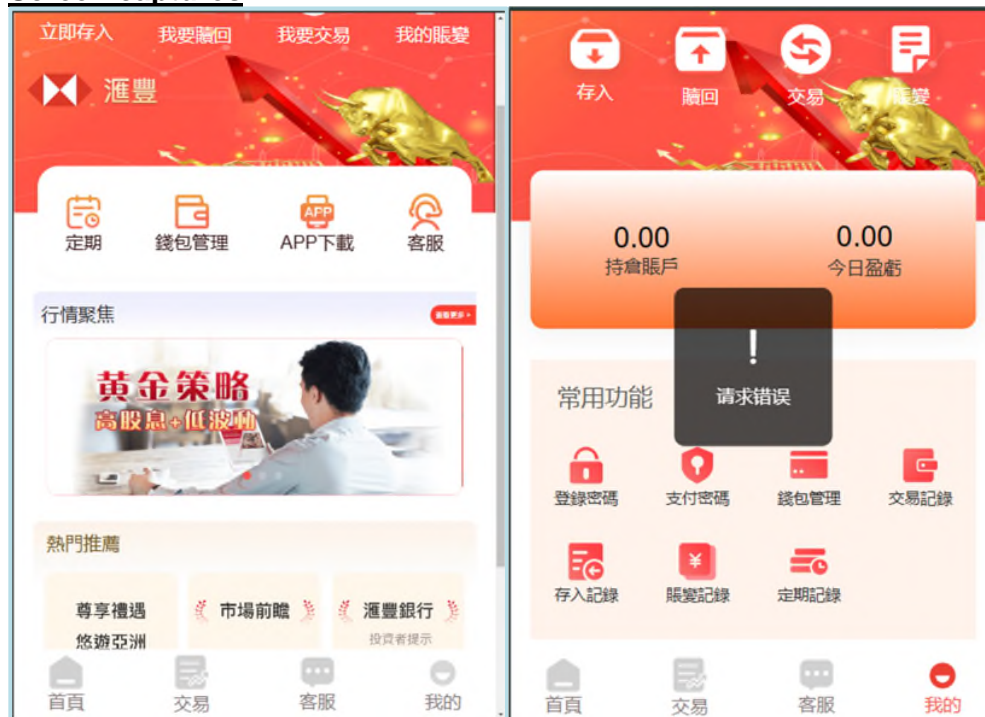 立即存入 我要贖回 我要交易 我的賬變
滙豐
定期 錢包管理 APP下載 客服
行情聚焦
黄金策略
高股息+低波動
熱門推薦
尊享禮遇 市場前瞻 滙豐銀行
悠遊亞洲 投資者提示
首頁 交易 客服 我的
存入 贖回 交易 賬變
0.00 0.00
持倉賬戶 今日盈虧
!
请求错误
常用功能
登錄密碼 支付密碼 錢包管理 交易記錄
存入記錄 賬變記錄 定期記錄
首頁 交易 客服 我的